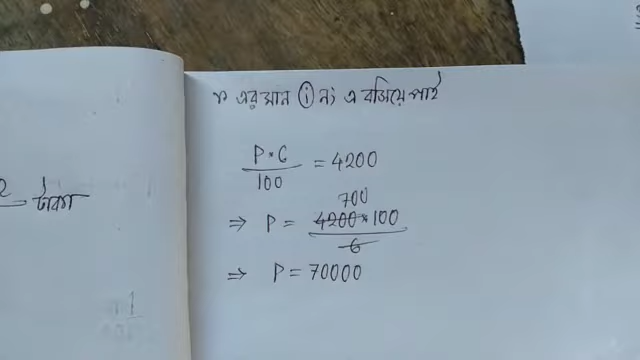 r এর মান ⓘ নং এ বসিয়ে পাই
P × 6 / 100 = 4200
700
⇒ P = 4200 × 100 / 6
⇒ P = 70000
টাকা